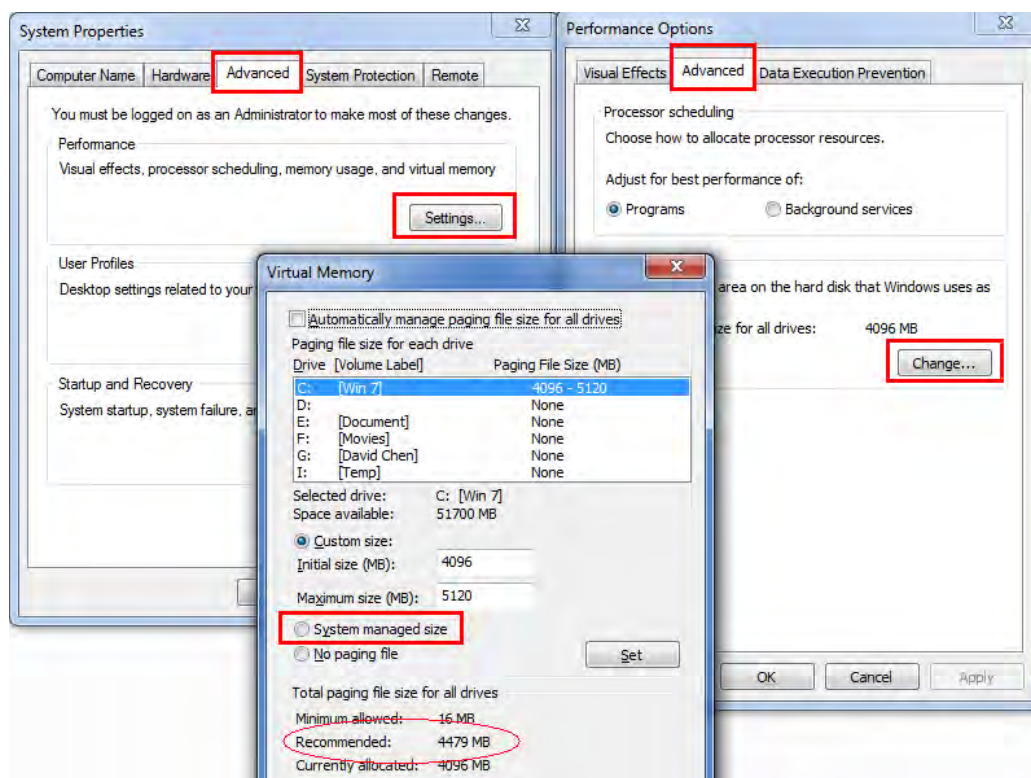 System Properties
Computer Name Hardware Advanced System Protection Remote
You must be logged on as an Administrator to make most of these changes.
Performance
Visual effects, processor scheduling, memory usage, and virtual memory
Settings...
User Profiles
Desktop settings related to your
Startup and Recovery
System startup, system failure,
Performance Options
Visual Effects Advanced Data Execution Prevention
Processor scheduling
Choose how to allocate processor resources.
Adjust for best performance of:
Programs Background services
area on the hard disk that Windows uses as
for all drives: 4096 MB
Change...
OK Cancel Apply
Virtual Memory
Automatically manage paging file size for all drives
Paging file size for each drive
Drive [Volume Label] Paging File Size (MB)
C: [Win 7] 4096 - 5120
D: None
E: [Document] None
F: [Movies] None
G: [David Chen] None
I: [Temp] None
Selected drive: C: [Win 7]
Space available: 51700 MB
Custom size:
Initial size (MB): 4096
Maximum size (MB): 5120
System managed size
No paging file Set
Total paging file size for all drives
Minimum allowed: 16 MB
Recommended: 4479 MB
Currently allocated: 4096 MB